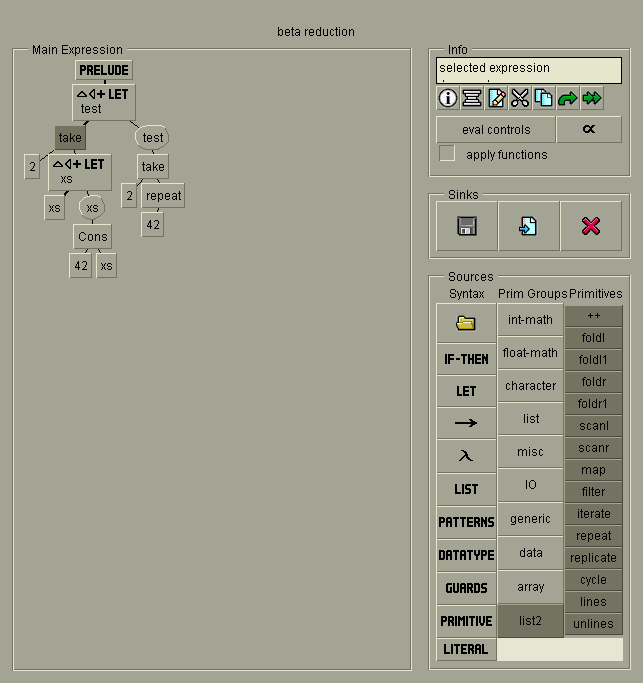 beta reduction
Main Expression
PRELUDE
LET
test
take
test
2
LET
xs
take
xs
xs
2
repeat
Cons
42
42
xs
Info
selected expression
eval controls
∝
apply functions
Sinks
Sources
Syntax
IF-THEN
LET
→
λ
LIST
PATTERNS
DATATYPE
GUARDS
PRIMITIVE
LITERAL
Prim Groups
int-math
float-math
character
list
misc
IO
generic
data
array
list2
Primitives
++
foldl
foldl1
foldr
foldr1
scanl
scanr
map
filter
iterate
repeat
replicate
cycle
lines
unlines